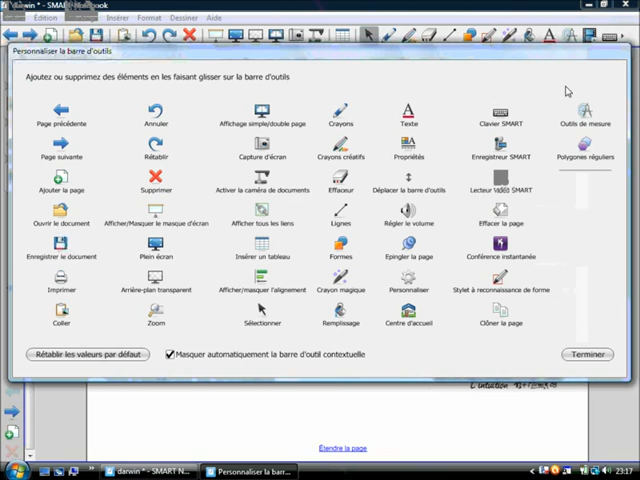 darwin * - SMART Notebook
Édition Insérer Format Dessiner Aide
Personnaliser la barre d'outils
Ajoutez ou supprimez des éléments en les faisant glisser sur la barre d'outils
Page précédente Annuler Affichage simple/double page Crayons Texte Clavier SMART Outils de mesure
Page suivante Rétablir Capture d'écran Crayons créatifs Propriétés Enregistreur SMART Polygones réguliers
Ajouter la page Supprimer Activer la caméra de documents Effaceur Déplacer la barre d'outils Lecteur Vidéo SMART
Ouvrir le document Afficher/Masquer le masque d'écran Afficher tous les liens Lignes Régler le volume Effacer la page
Enregistrer le document Plein écran Insérer un tableau Formes Epingler la page Conférence instantanée
Imprimer Arrière-plan transparent Afficher/masquer l'alignement Crayon magique Personnaliser Stylet à reconnaissance de forme
Coller Zoom Sélectionner Remplissage Centre d'accueil Clôner la page
Rétablir les valeurs par défaut Masquer automatiquement la barre d'outil contextuelle Terminer
L'intuition
Étendre la page
darwin * - SMART N... Personnaliser la barr... 23:17